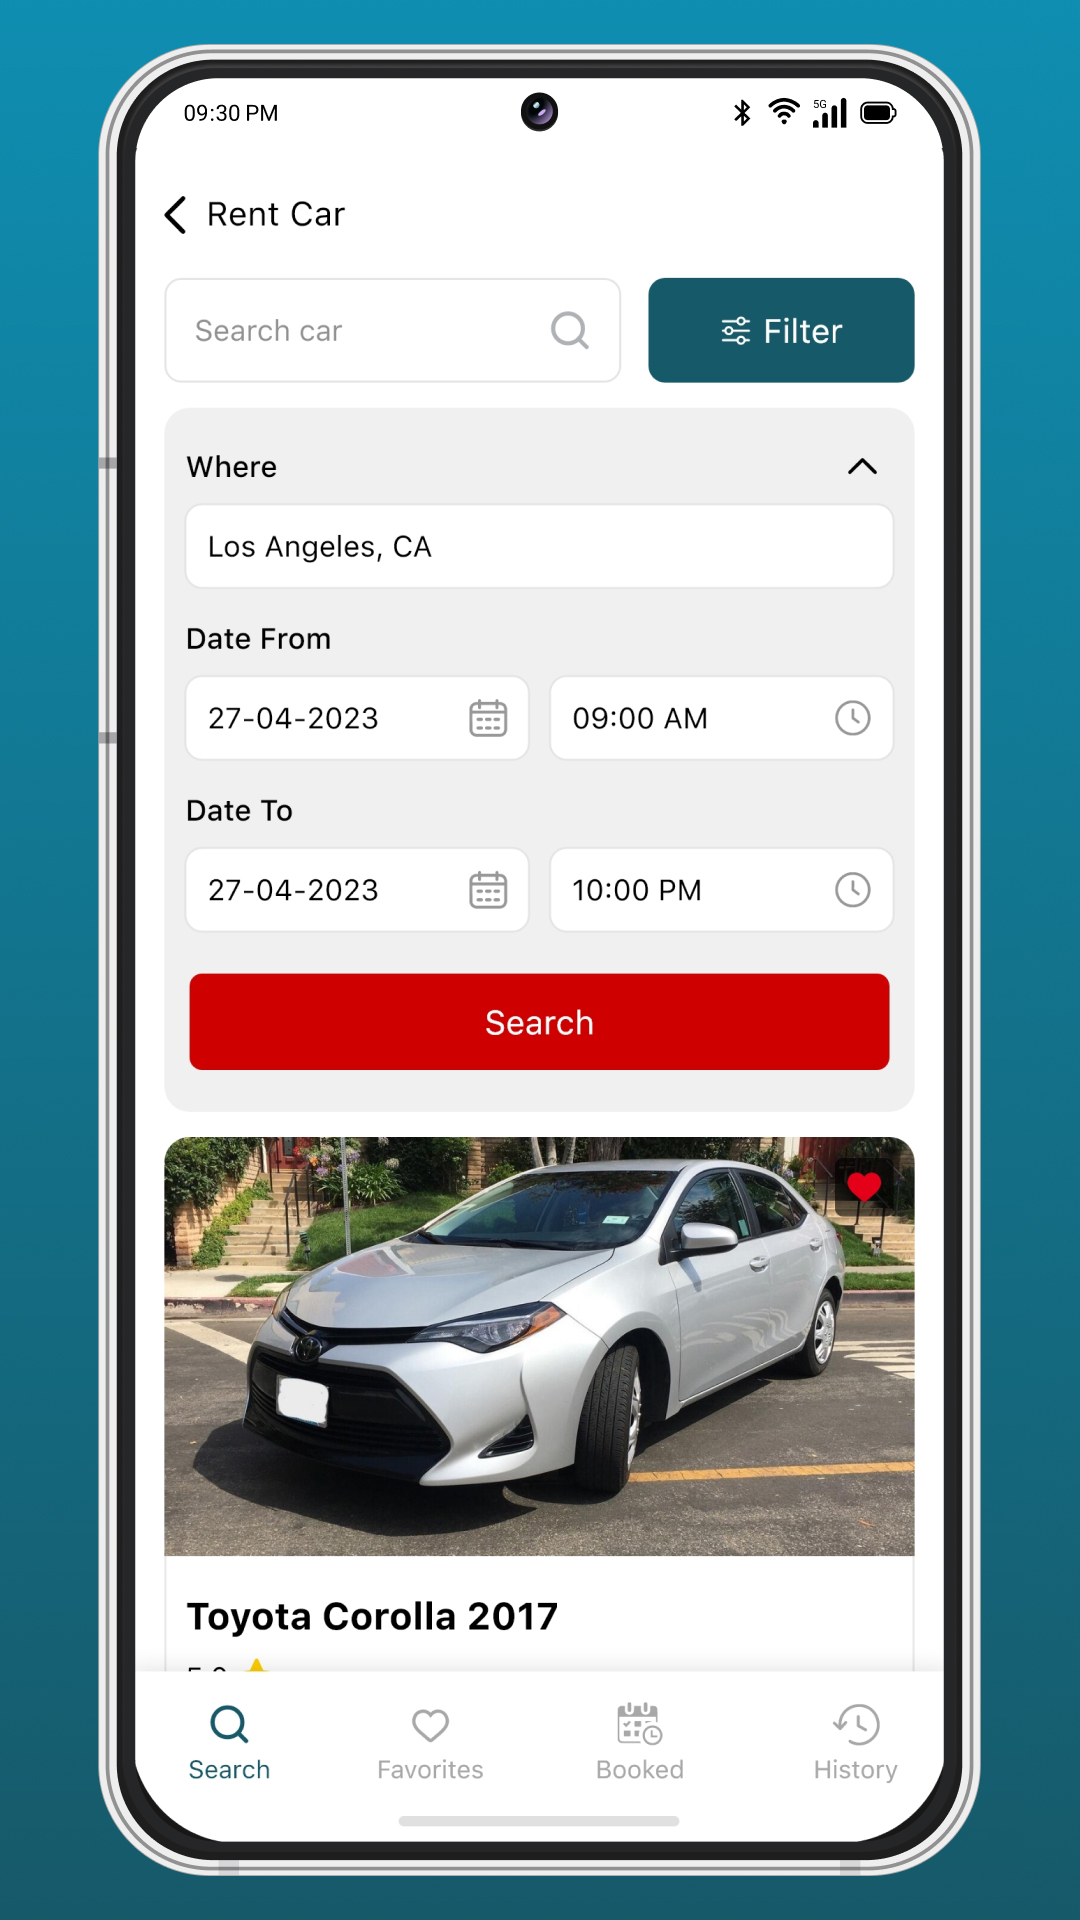 09:30 PM
5G
Rent Car
Search car
Filter
Where
Los Angeles, CA
Date From
27-04-2023
09:00 AM
Date To
27-04-2023
10:00 PM
Search
Toyota Corolla 2017
Search
Favorites
Booked
History